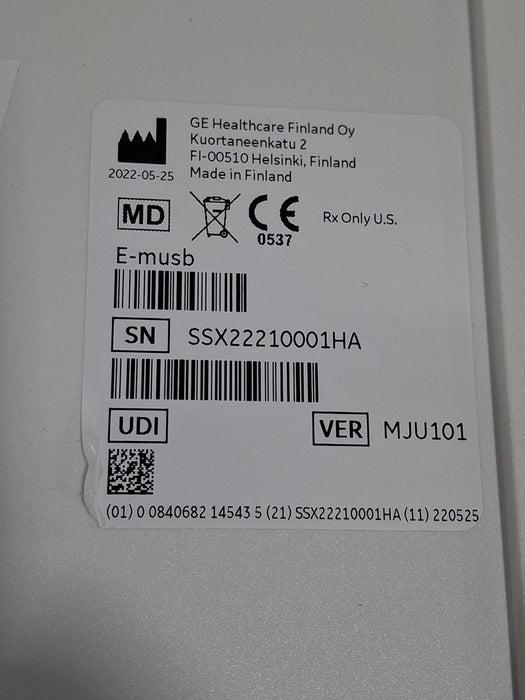 GE Healthcare Finland Oy
Kuortaneenkatu 2
FI-00510 Helsinki, Finland
2022-05-25 Made in Finland
MD CE Rx Only U.S.
0537
E-musb
SN SSX22210001HA
UDI VER MJU101
(01) 0 0840682 14543 5 (21) SSX22210001HA (11) 220525